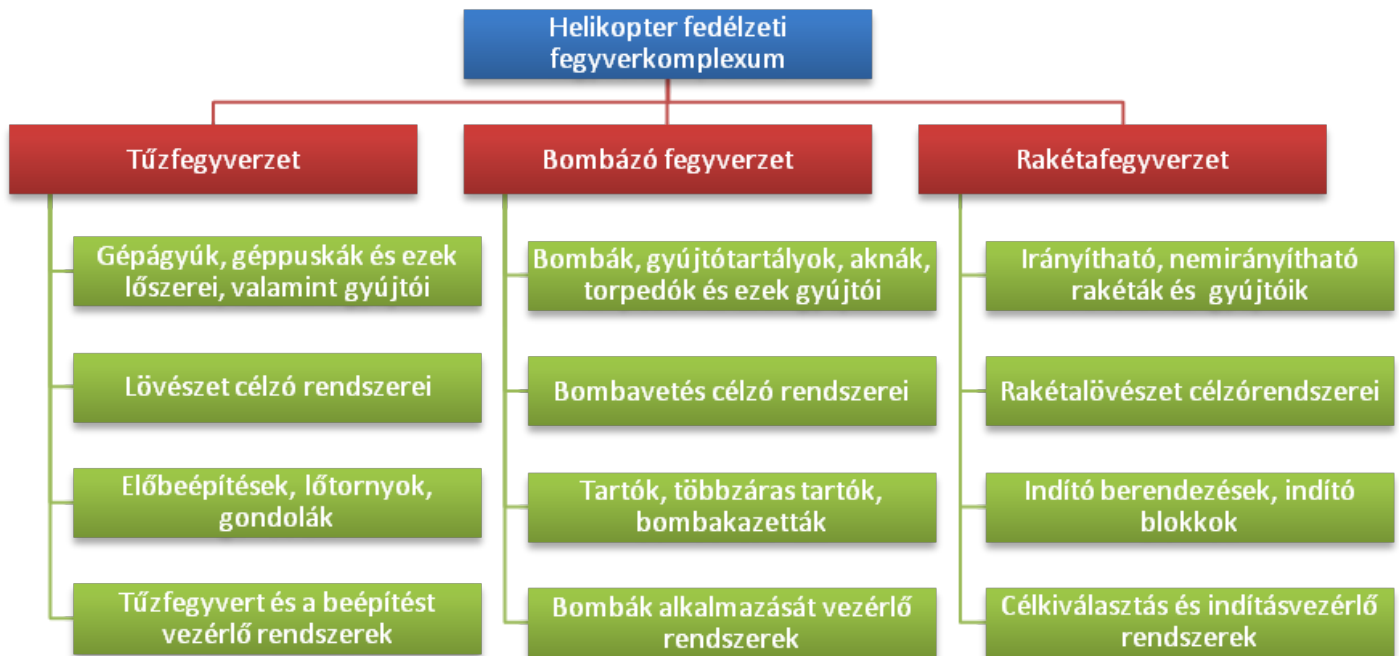 Helikopter fedélzeti
fegyverkomplexum
Tűzfegyverzet
Gépágyúk, géppuskák és ezek
lőszerei, valamint gyújtói
Lövészet célzó rendszerei
Előbeépítések, lőtornyok,
gondolák
Tűzfegyvert és a beépítést
vezérlő rendszerek
Bombázó fegyverzet
Bombák, gyújtótartályok, aknák,
torpedók és ezek gyújtói
Bombavetés célzó rendszerei
Tartók, többzáras tartók,
bombakazetták
Bombák alkalmazását vezérlő
rendszerek
Rakétafegyverzet
Irányítható, nemirányítható
rakéták és gyújtóik
Rakétalövészet célzórendszerei
Indító berendezések, indító
blokkok
Célkiválasztás és indításvezérlő
rendszerek